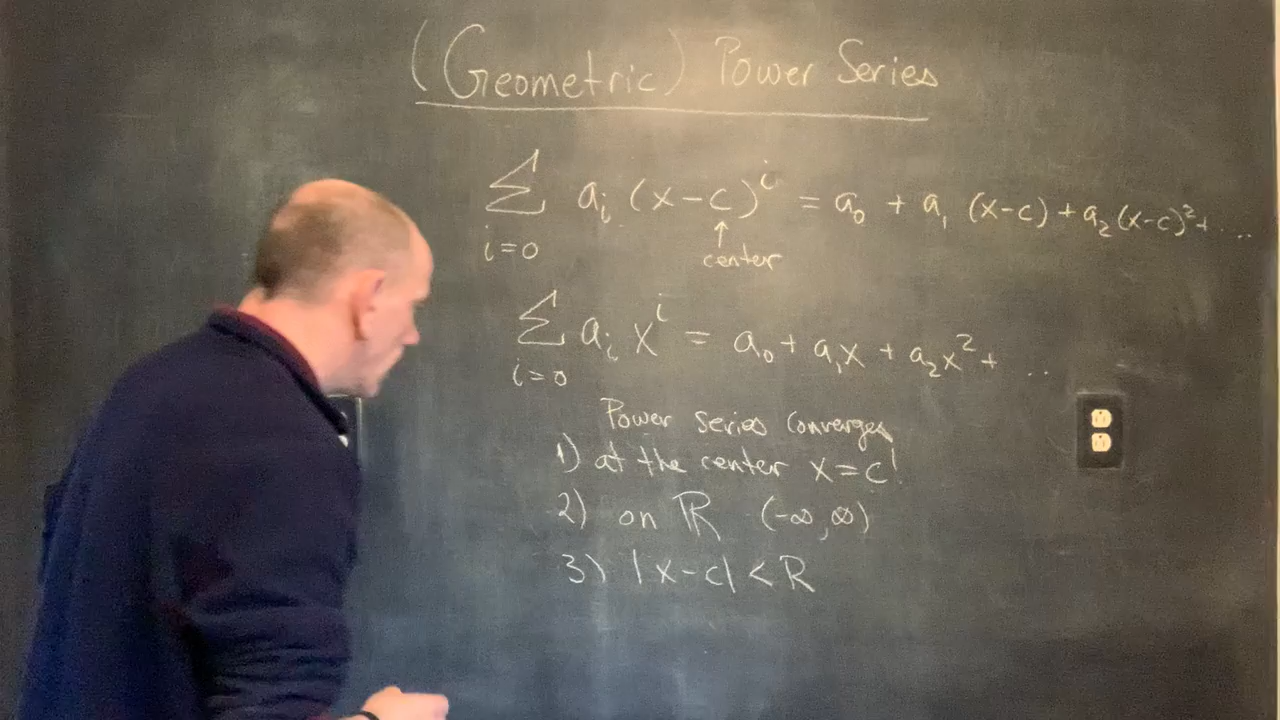 (Geometric) Power Series
∑ aᵢ (x-c)ⁱ = a₀ + a₁ (x-c) + a₂ (x-c)² + ...
i=0
↑
center
∑ aᵢ xⁱ = a₀ + a₁x + a₂x² + ...
i=0
Power series Converges
1) at the center x=c!
2) on ℝ (-∞,∞)
3) |x-c| < R